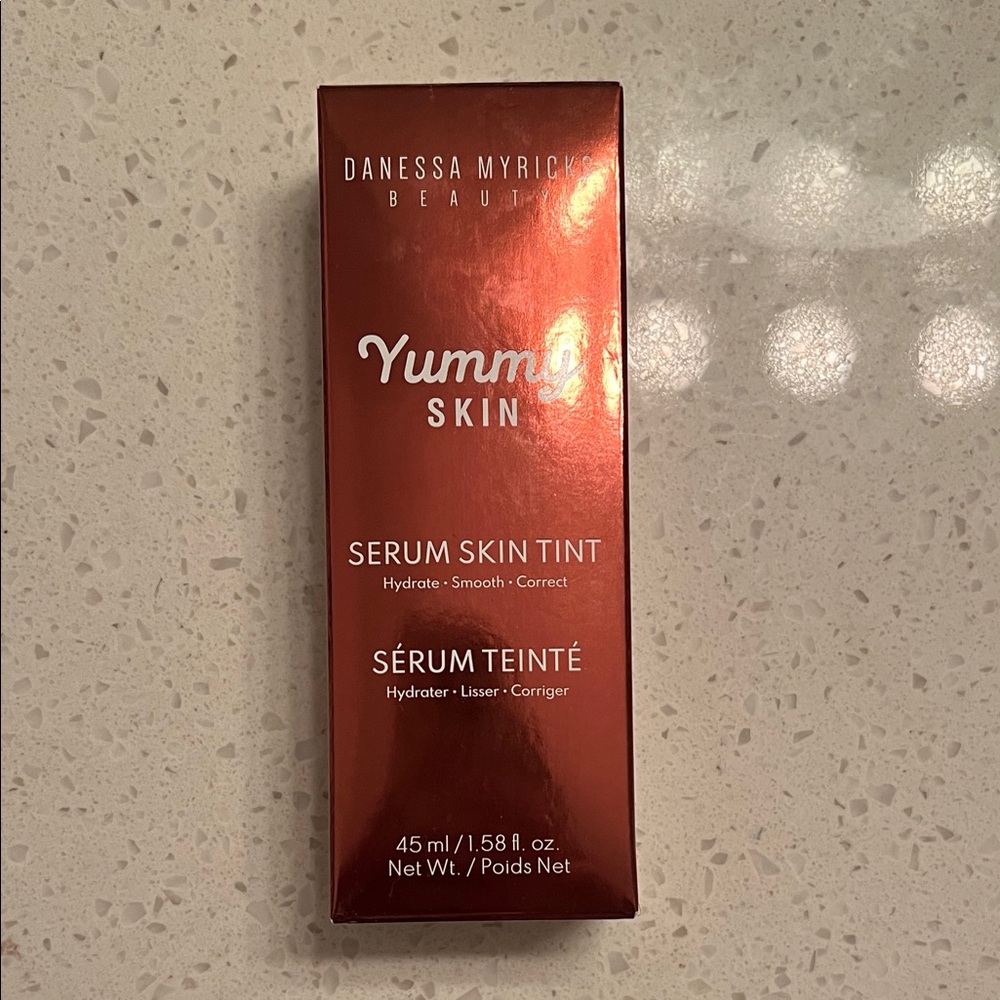 DANESSA MYRICKS
BEAUTY
Yummy
SKIN
SERUM SKIN TINT
Hydrate • Smooth • Correct
SÉRUM TEINTÉ
Hydrater • Lisser • Corriger
45 ml / 1.58 fl. oz.
Net Wt. / Poids Net